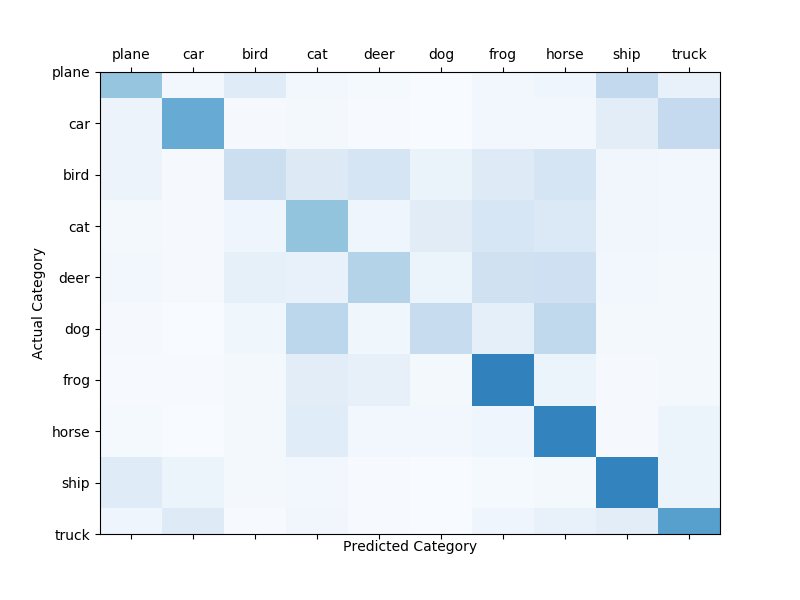 plane car bird cat deer dog frog horse ship truck
plane
car
bird
cat
deer
dog
frog
horse
ship
truck
Actual Category
Predicted Category